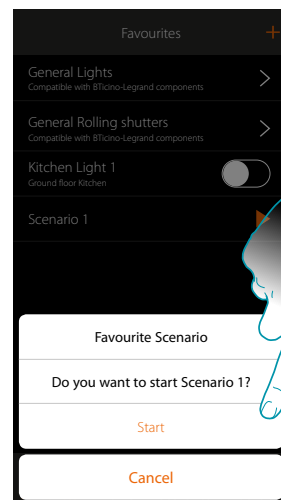 Favourites
General Lights
Compatible with BTicino-Legrand components
General Rolling shutters
Compatible with BTicino-Legrand components
Kitchen Light 1
Ground floor Kitchen
Scenario 1
Favourite Scenario
Do you want to start Scenario 1?
Start
Cancel